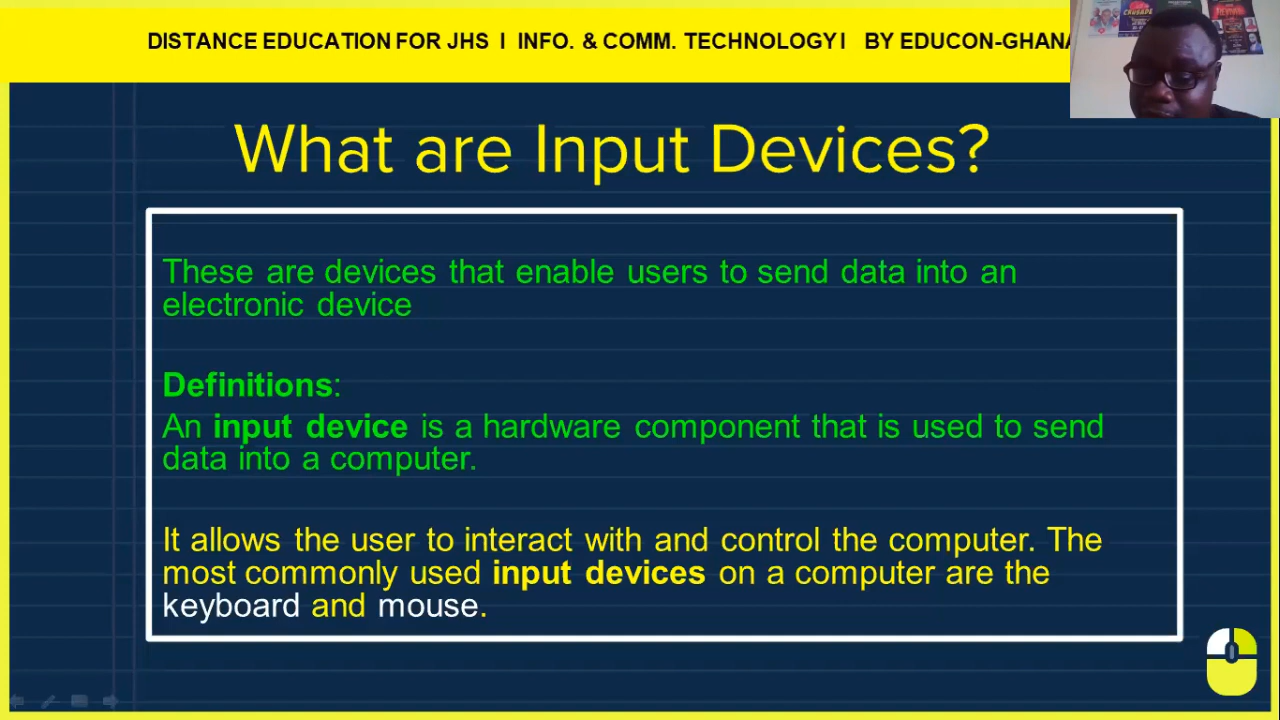 DISTANCE EDUCATION FOR JHS I INFO. & COMM. TECHNOLOGY I BY EDUCON-GHANA
What are Input Devices?
These are devices that enable users to send data into an
electronic device
Definitions:
An input device is a hardware component that is used to send
data into a computer.
It allows the user to interact with and control the computer. The
most commonly used input devices on a computer are the
keyboard and mouse.